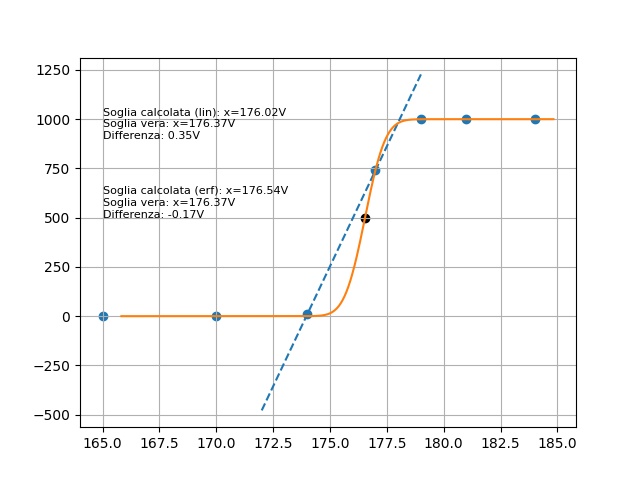 1250
1000
750
500
250
0
−250
−500
Soglia calcolata (lin): x=176.02V
Soglia vera: x=176.37V
Differenza: 0.35V
Soglia calcolata (erf): x=176.54V
Soglia vera: x=176.37V
Differenza: -0.17V
165.0 167.5 170.0 172.5 175.0 177.5 180.0 182.5 185.0